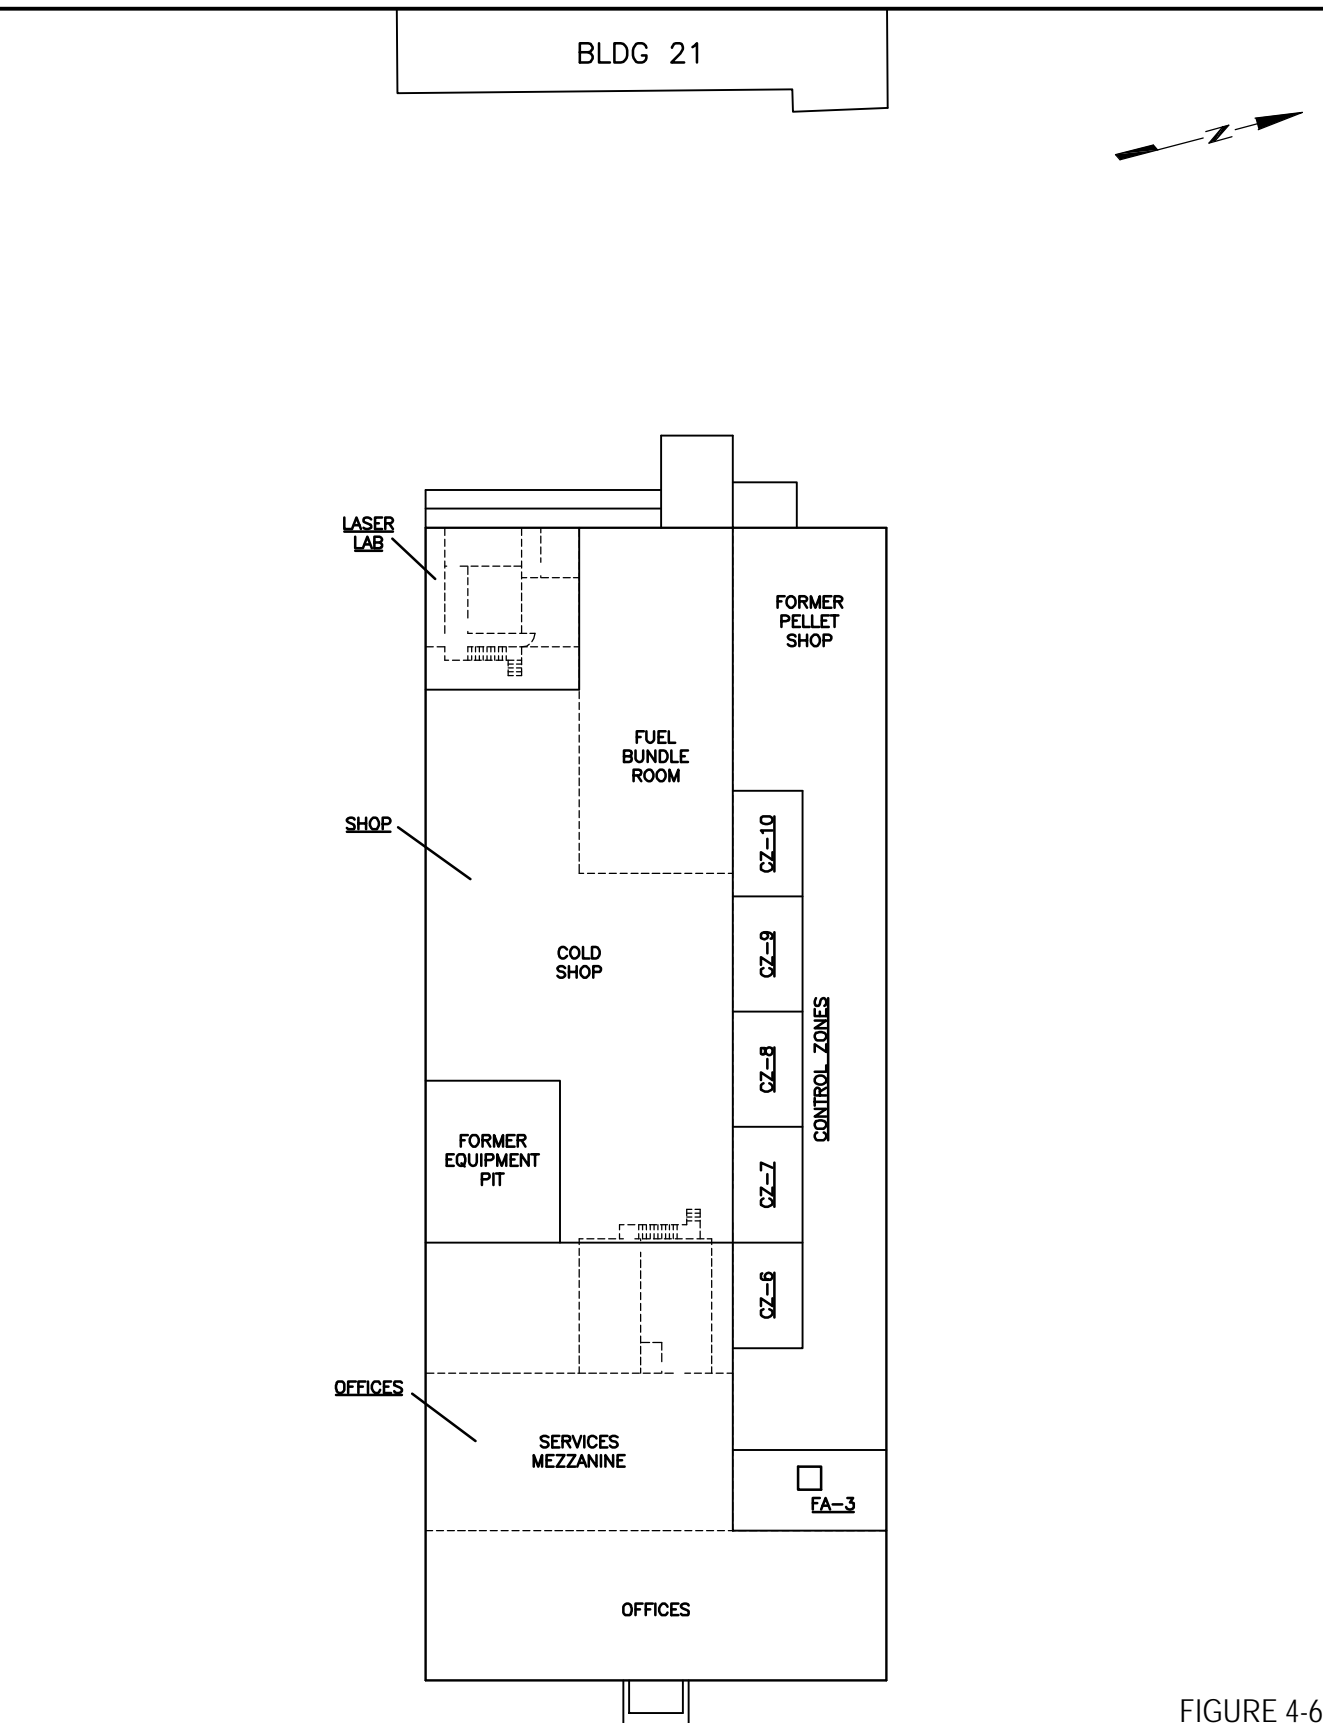 BLDG 21
N
LASER
LAB
FORMER
PELLET
SHOP
FUEL
BUNDLE
ROOM
SHOP
CZ-10
COLD
SHOP
CZ-9
CONTROL ZONES
CZ-8
FORMER
EQUIPMENT
PIT
CZ-7
CZ-6
OFFICES
SERVICES
MEZZANINE
FA-3
OFFICES
FIGURE 4-6